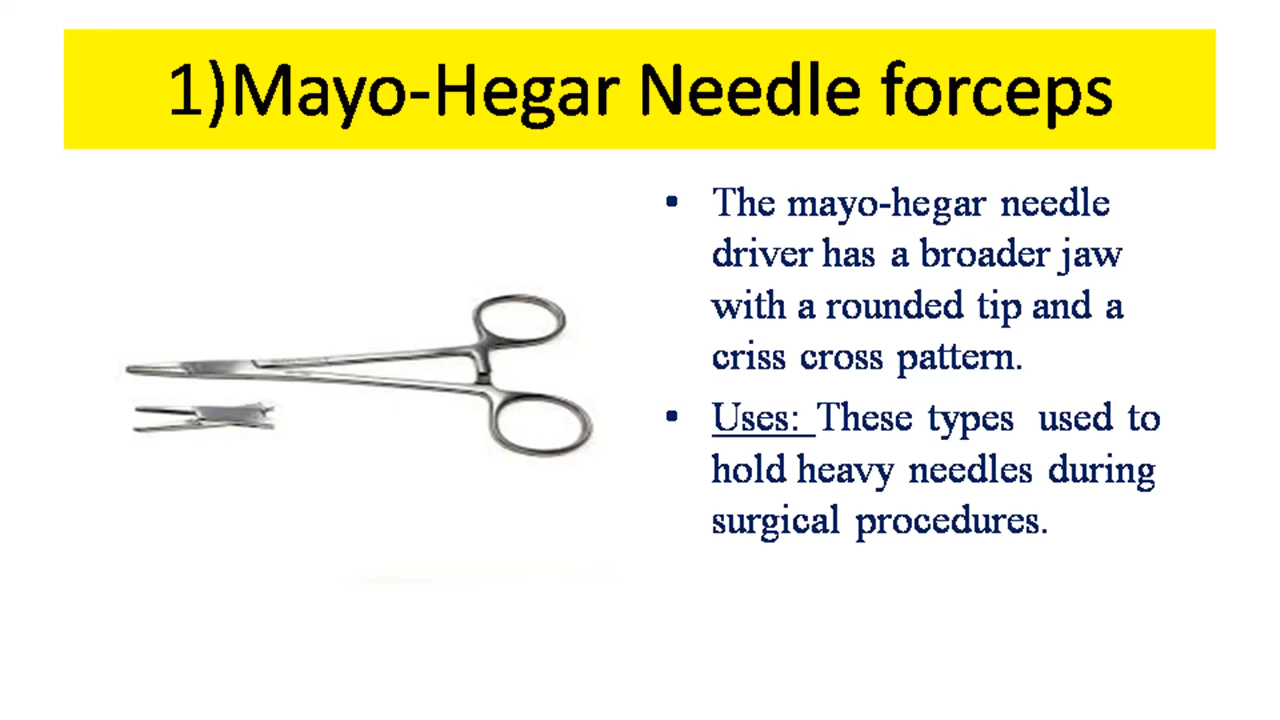 1)Mayo-Hegar Needle forceps
• The mayo-hegar needle
driver has a broader jaw
with a rounded tip and a
criss cross pattern.
• Uses: These types used to
hold heavy needles during
surgical procedures.